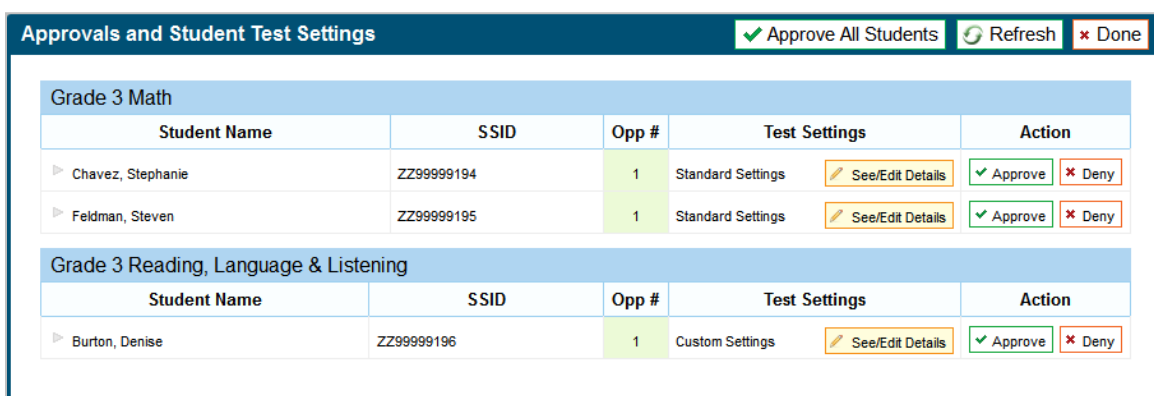 Approvals and Student Test Settings Approve All Students Refresh Done
Grade 3 Math
Student Name SSID Opp # Test Settings Action
Chavez, Stephanie ZZ99999194 1 Standard Settings See/Edit Details Approve Deny
Feldman, Steven ZZ99999195 1 Standard Settings See/Edit Details Approve Deny
Grade 3 Reading, Language & Listening
Student Name SSID Opp # Test Settings Action
Burton, Denise ZZ99999196 1 Custom Settings See/Edit Details Approve Deny